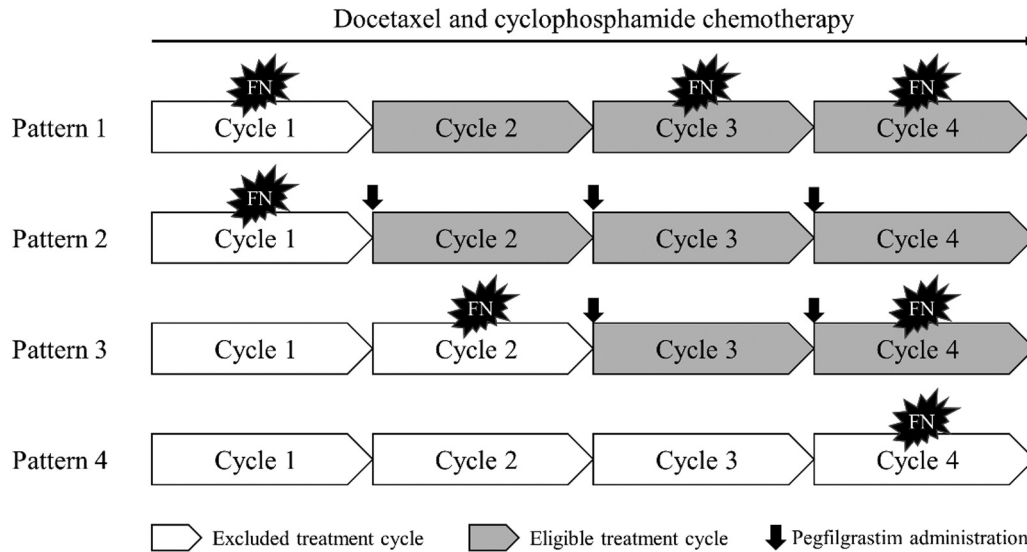 Docetaxel and cyclophosphamide chemotherapy
FN FN FN
Pattern 1 Cycle 1 Cycle 2 Cycle 3 Cycle 4
FN
Pattern 2 Cycle 1 Cycle 2 Cycle 3 Cycle 4
FN FN
Pattern 3 Cycle 1 Cycle 2 Cycle 3 Cycle 4
FN
Pattern 4 Cycle 1 Cycle 2 Cycle 3 Cycle 4
Excluded treatment cycle Eligible treatment cycle Pegfilgrastim administration